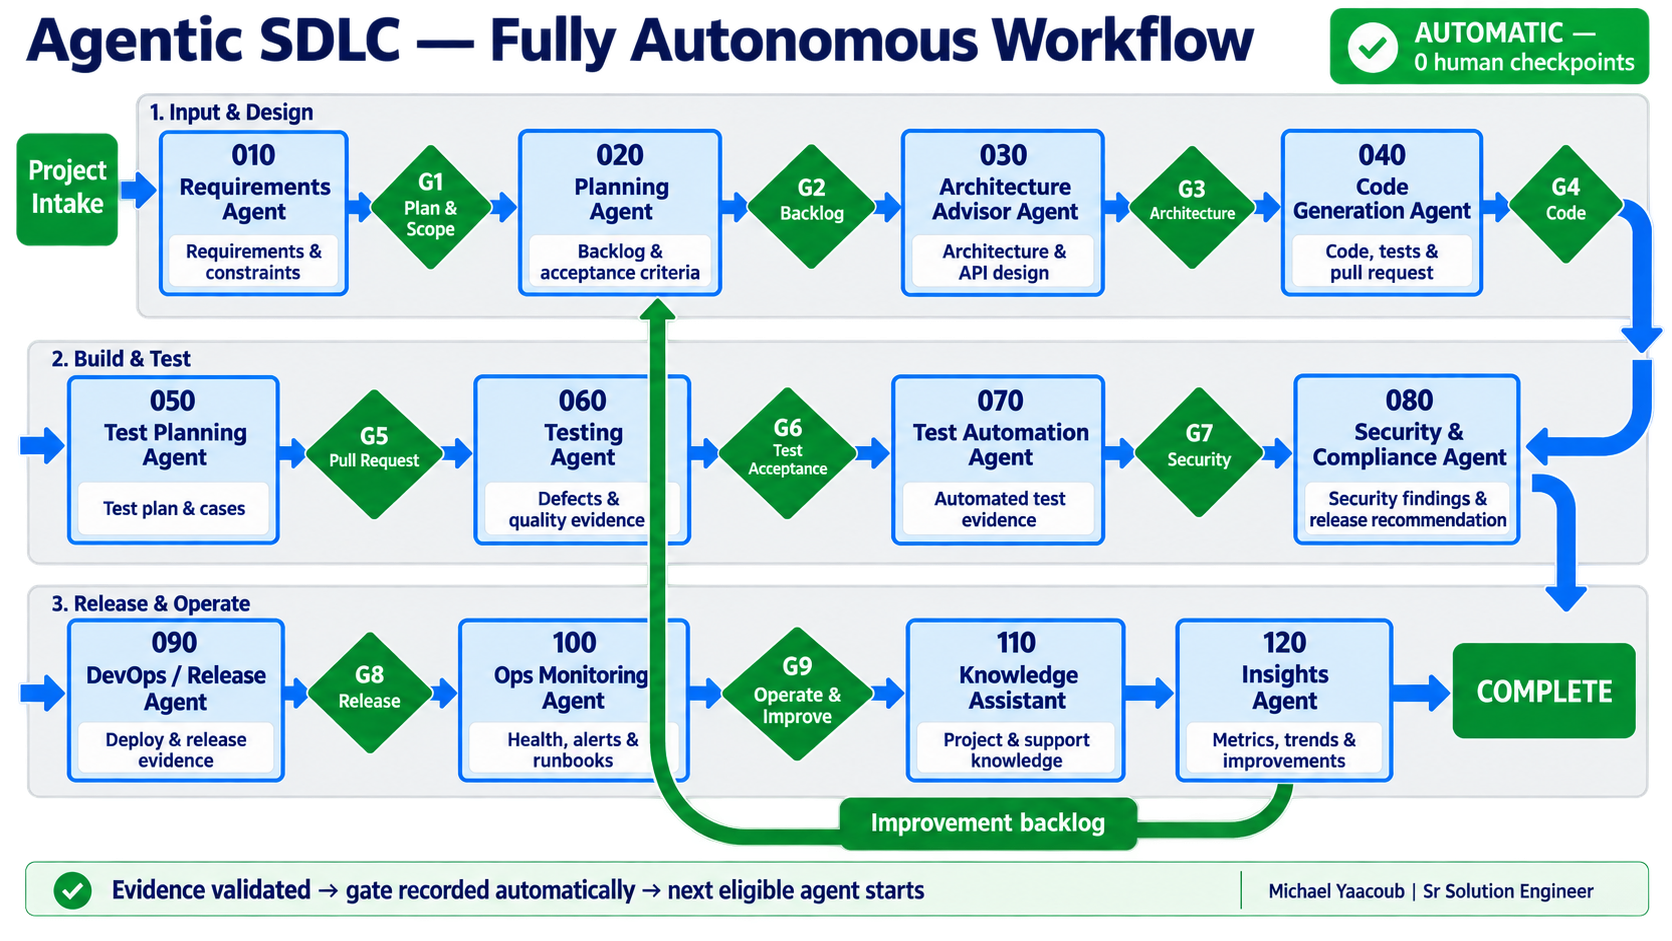 Agentic SDLC — Fully Autonomous Workflow
AUTOMATIC —
0 human checkpoints
Project
Intake
1. Input & Design
010
Requirements
Agent
Requirements &
constraints
G1
Plan &
Scope
020
Planning
Agent
Backlog &
acceptance criteria
G2
Backlog
030
Architecture
Advisor Agent
Architecture &
API design
G3
Architecture
040
Code
Generation Agent
Code, tests &
pull request
G4
Code
2. Build & Test
050
Test Planning
Agent
Test plan & cases
G5
Pull Request
060
Testing
Agent
Defects &
quality evidence
G6
Test
Acceptance
070
Test Automation
Agent
Automated test
evidence
G7
Security
080
Security &
Compliance Agent
Security findings &
release recommendation
3. Release & Operate
090
DevOps / Release
Agent
Deploy & release
evidence
G8
Release
100
Ops Monitoring
Agent
Health, alerts &
runbooks
G9
Operate &
Improve
110
Knowledge
Assistant
Project & support
knowledge
120
Insights
Agent
Metrics, trends &
improvements
COMPLETE
Improvement backlog
Evidence validated → gate recorded automatically → next eligible agent starts
Michael Yaacoub | Sr Solution Engineer